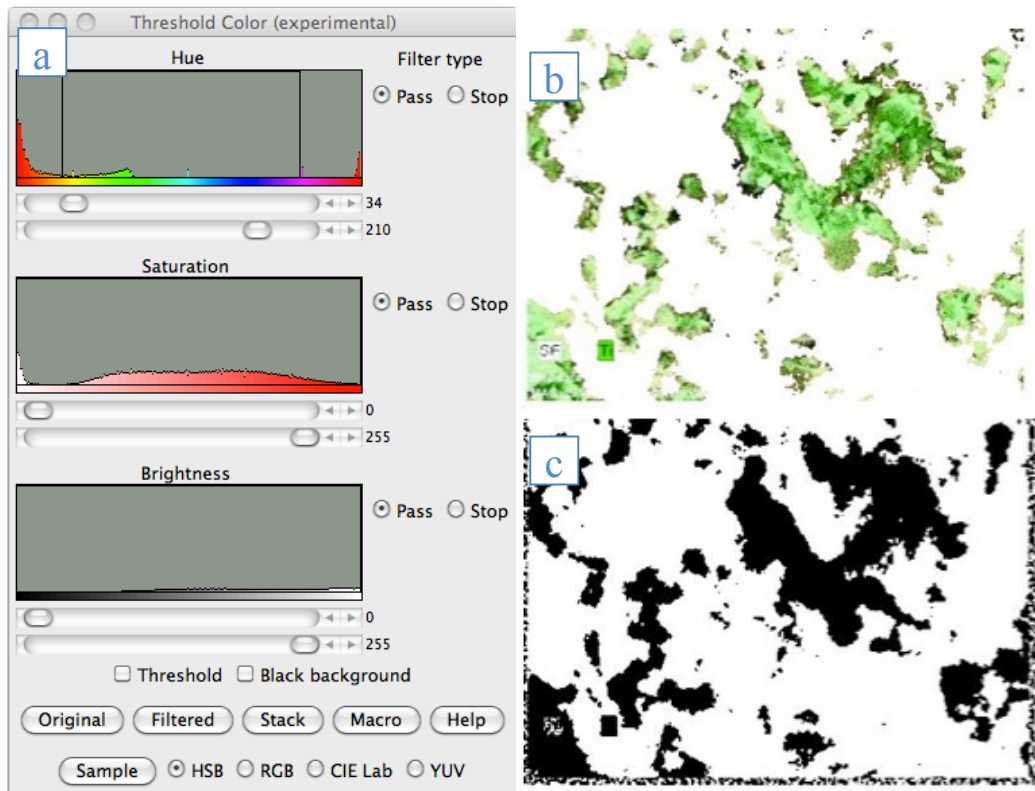 Threshold Color (experimental)
a
Hue
Filter type
Pass Stop
34
210
Saturation
Pass Stop
0
255
Brightness
Pass Stop
0
255
Threshold Black background
Original Filtered Stack Macro Help
Sample HSB RGB CIE Lab YUV
b
SE Ti
c